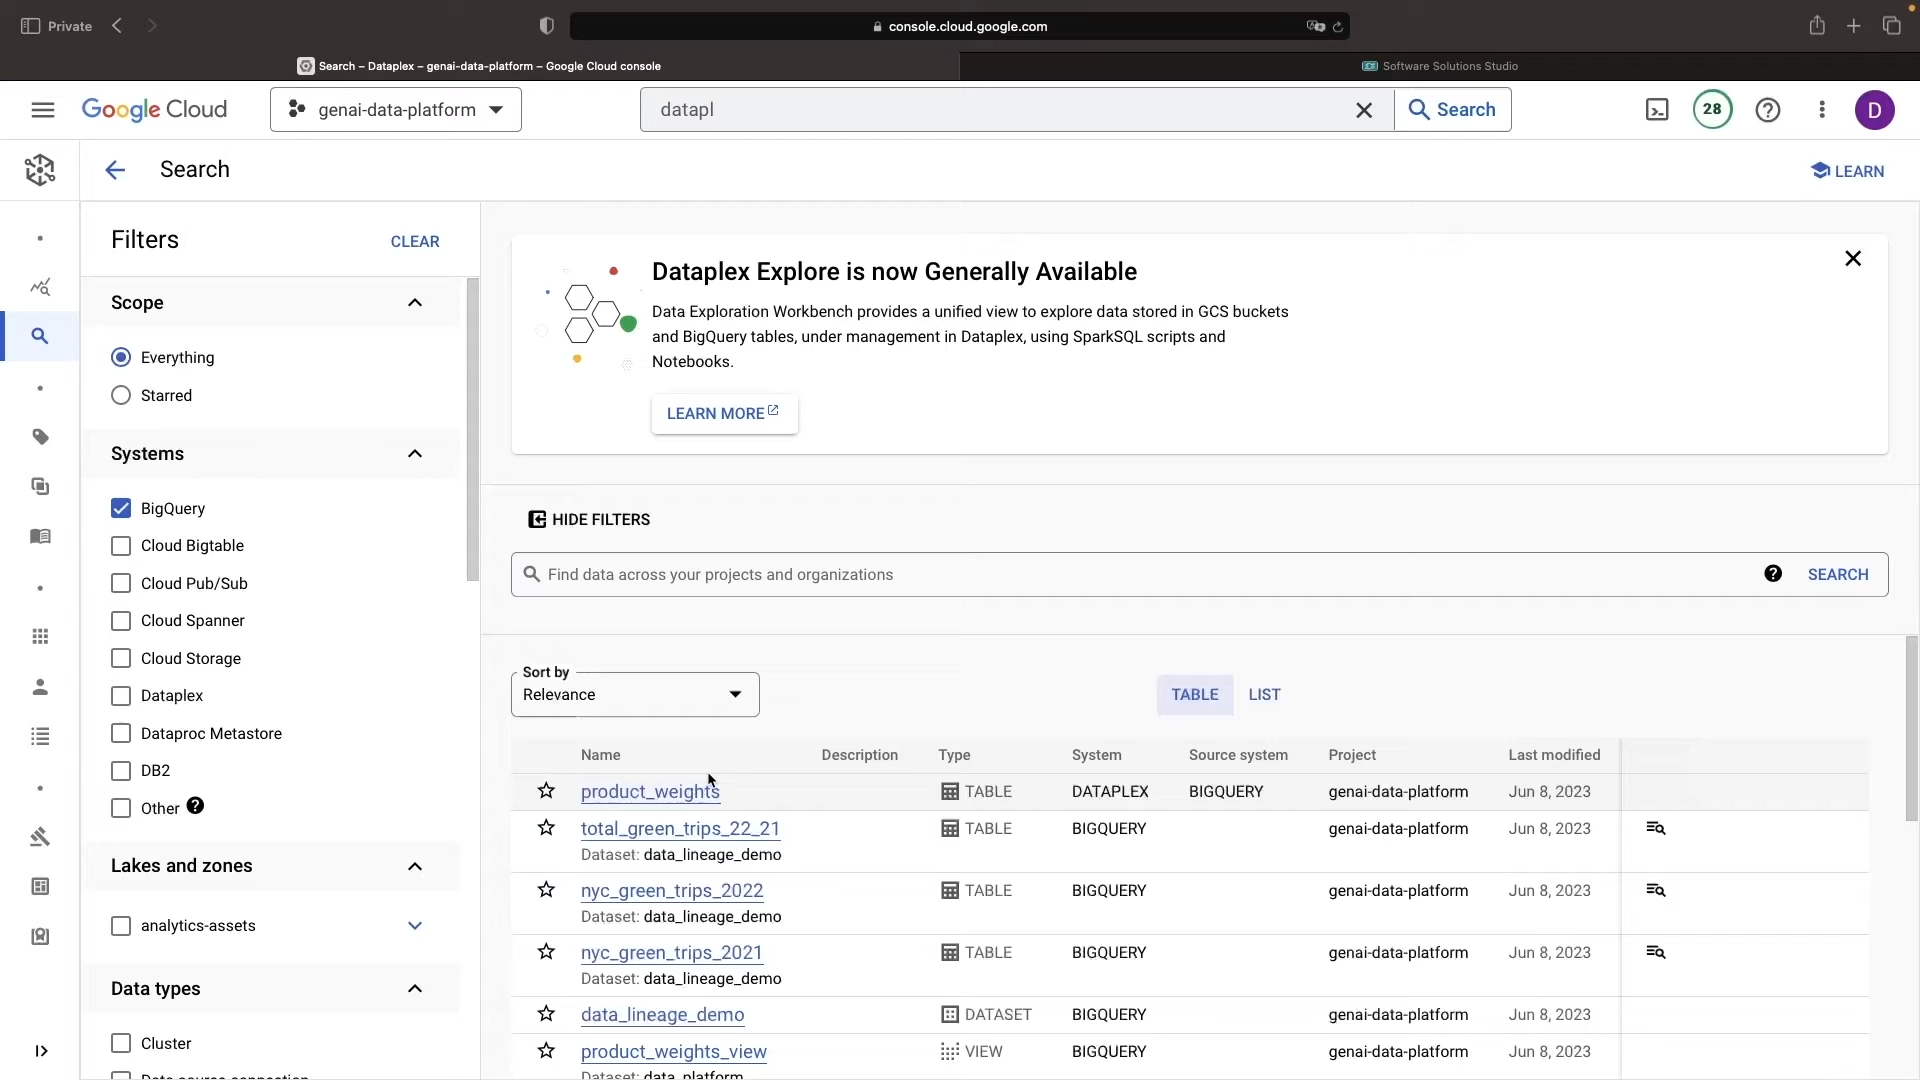 Private
console.cloud.google.com
Search – Dataplex – genai-data-platform – Google Cloud console
Software Solutions Studio
Google Cloud
genai-data-platform
datapl
Search
28
D
Search
LEARN
Filters
CLEAR
Scope
Everything
Starred
Systems
BigQuery
Cloud Bigtable
Cloud Pub/Sub
Cloud Spanner
Cloud Storage
Dataplex
Dataproc Metastore
DB2
Other
Lakes and zones
analytics-assets
Data types
Cluster
Data source connection
Dataplex Explore is now Generally Available
Data Exploration Workbench provides a unified view to explore data stored in GCS buckets
and BigQuery tables, under management in Dataplex, using SparkSQL scripts and
Notebooks.
LEARN MORE
HIDE FILTERS
Find data across your projects and organizations
SEARCH
Sort by
Relevance
TABLE LIST
Name Description Type System Source system Project Last modified
product_weights TABLE DATAPLEX BIGQUERY genai-data-platform Jun 8, 2023
total_green_trips_22_21 TABLE BIGQUERY genai-data-platform Jun 8, 2023
Dataset: data_lineage_demo
nyc_green_trips_2022 TABLE BIGQUERY genai-data-platform Jun 8, 2023
Dataset: data_lineage_demo
nyc_green_trips_2021 TABLE BIGQUERY genai-data-platform Jun 8, 2023
Dataset: data_lineage_demo
data_lineage_demo DATASET BIGQUERY genai-data-platform Jun 8, 2023
product_weights_view VIEW BIGQUERY genai-data-platform Jun 8, 2023
Dataset: data_platform